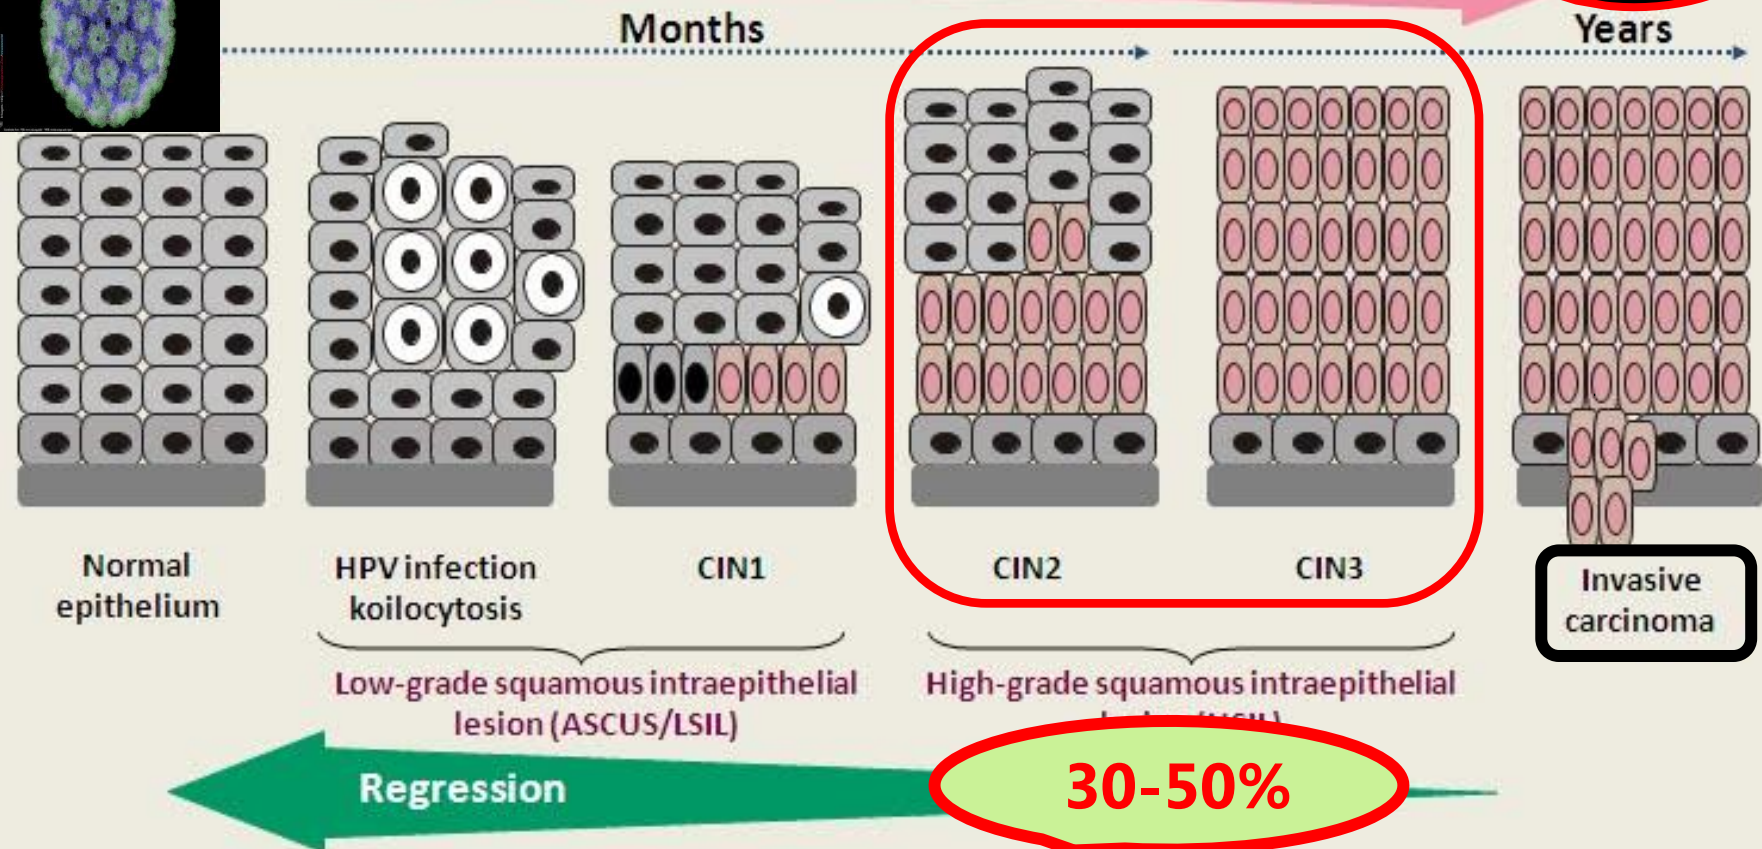 Months
Years
Normal
epithelium
HPV infection
koilocytosis
CIN1
CIN2
CIN3
Invasive
carcinoma
Low-grade squamous intraepithelial
lesion (ASCUS/LSIL)
High-grade squamous intraepithelial
Regression
30-50%